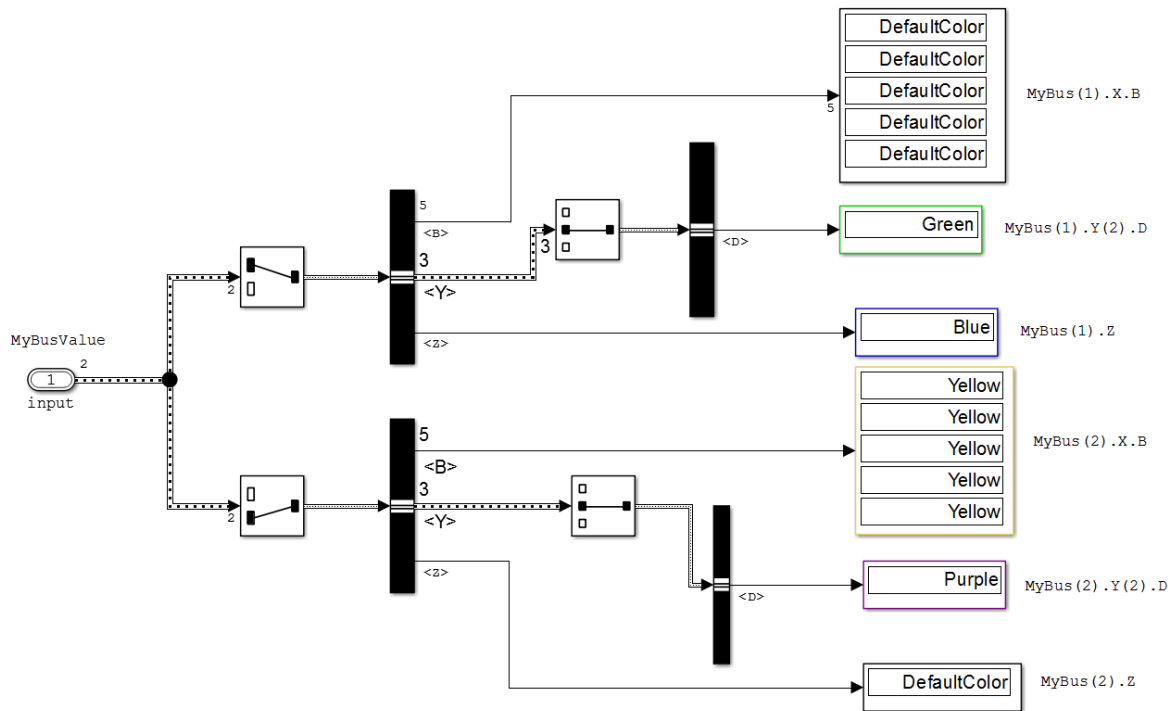 DefaultColor
DefaultColor
DefaultColor
DefaultColor
DefaultColor
5
MyBus(1).X.B
5
<B>
3
<Y>
<Z>
2
3
<D>
Green
MyBus(1).Y(2).D
Blue
MyBus(1).Z
MyBusValue
2
1
input
2
5
<B>
3
<Y>
<Z>
Yellow
Yellow
Yellow
Yellow
Yellow
MyBus(2).X.B
<D>
Purple
MyBus(2).Y(2).D
DefaultColor
MyBus(2).Z